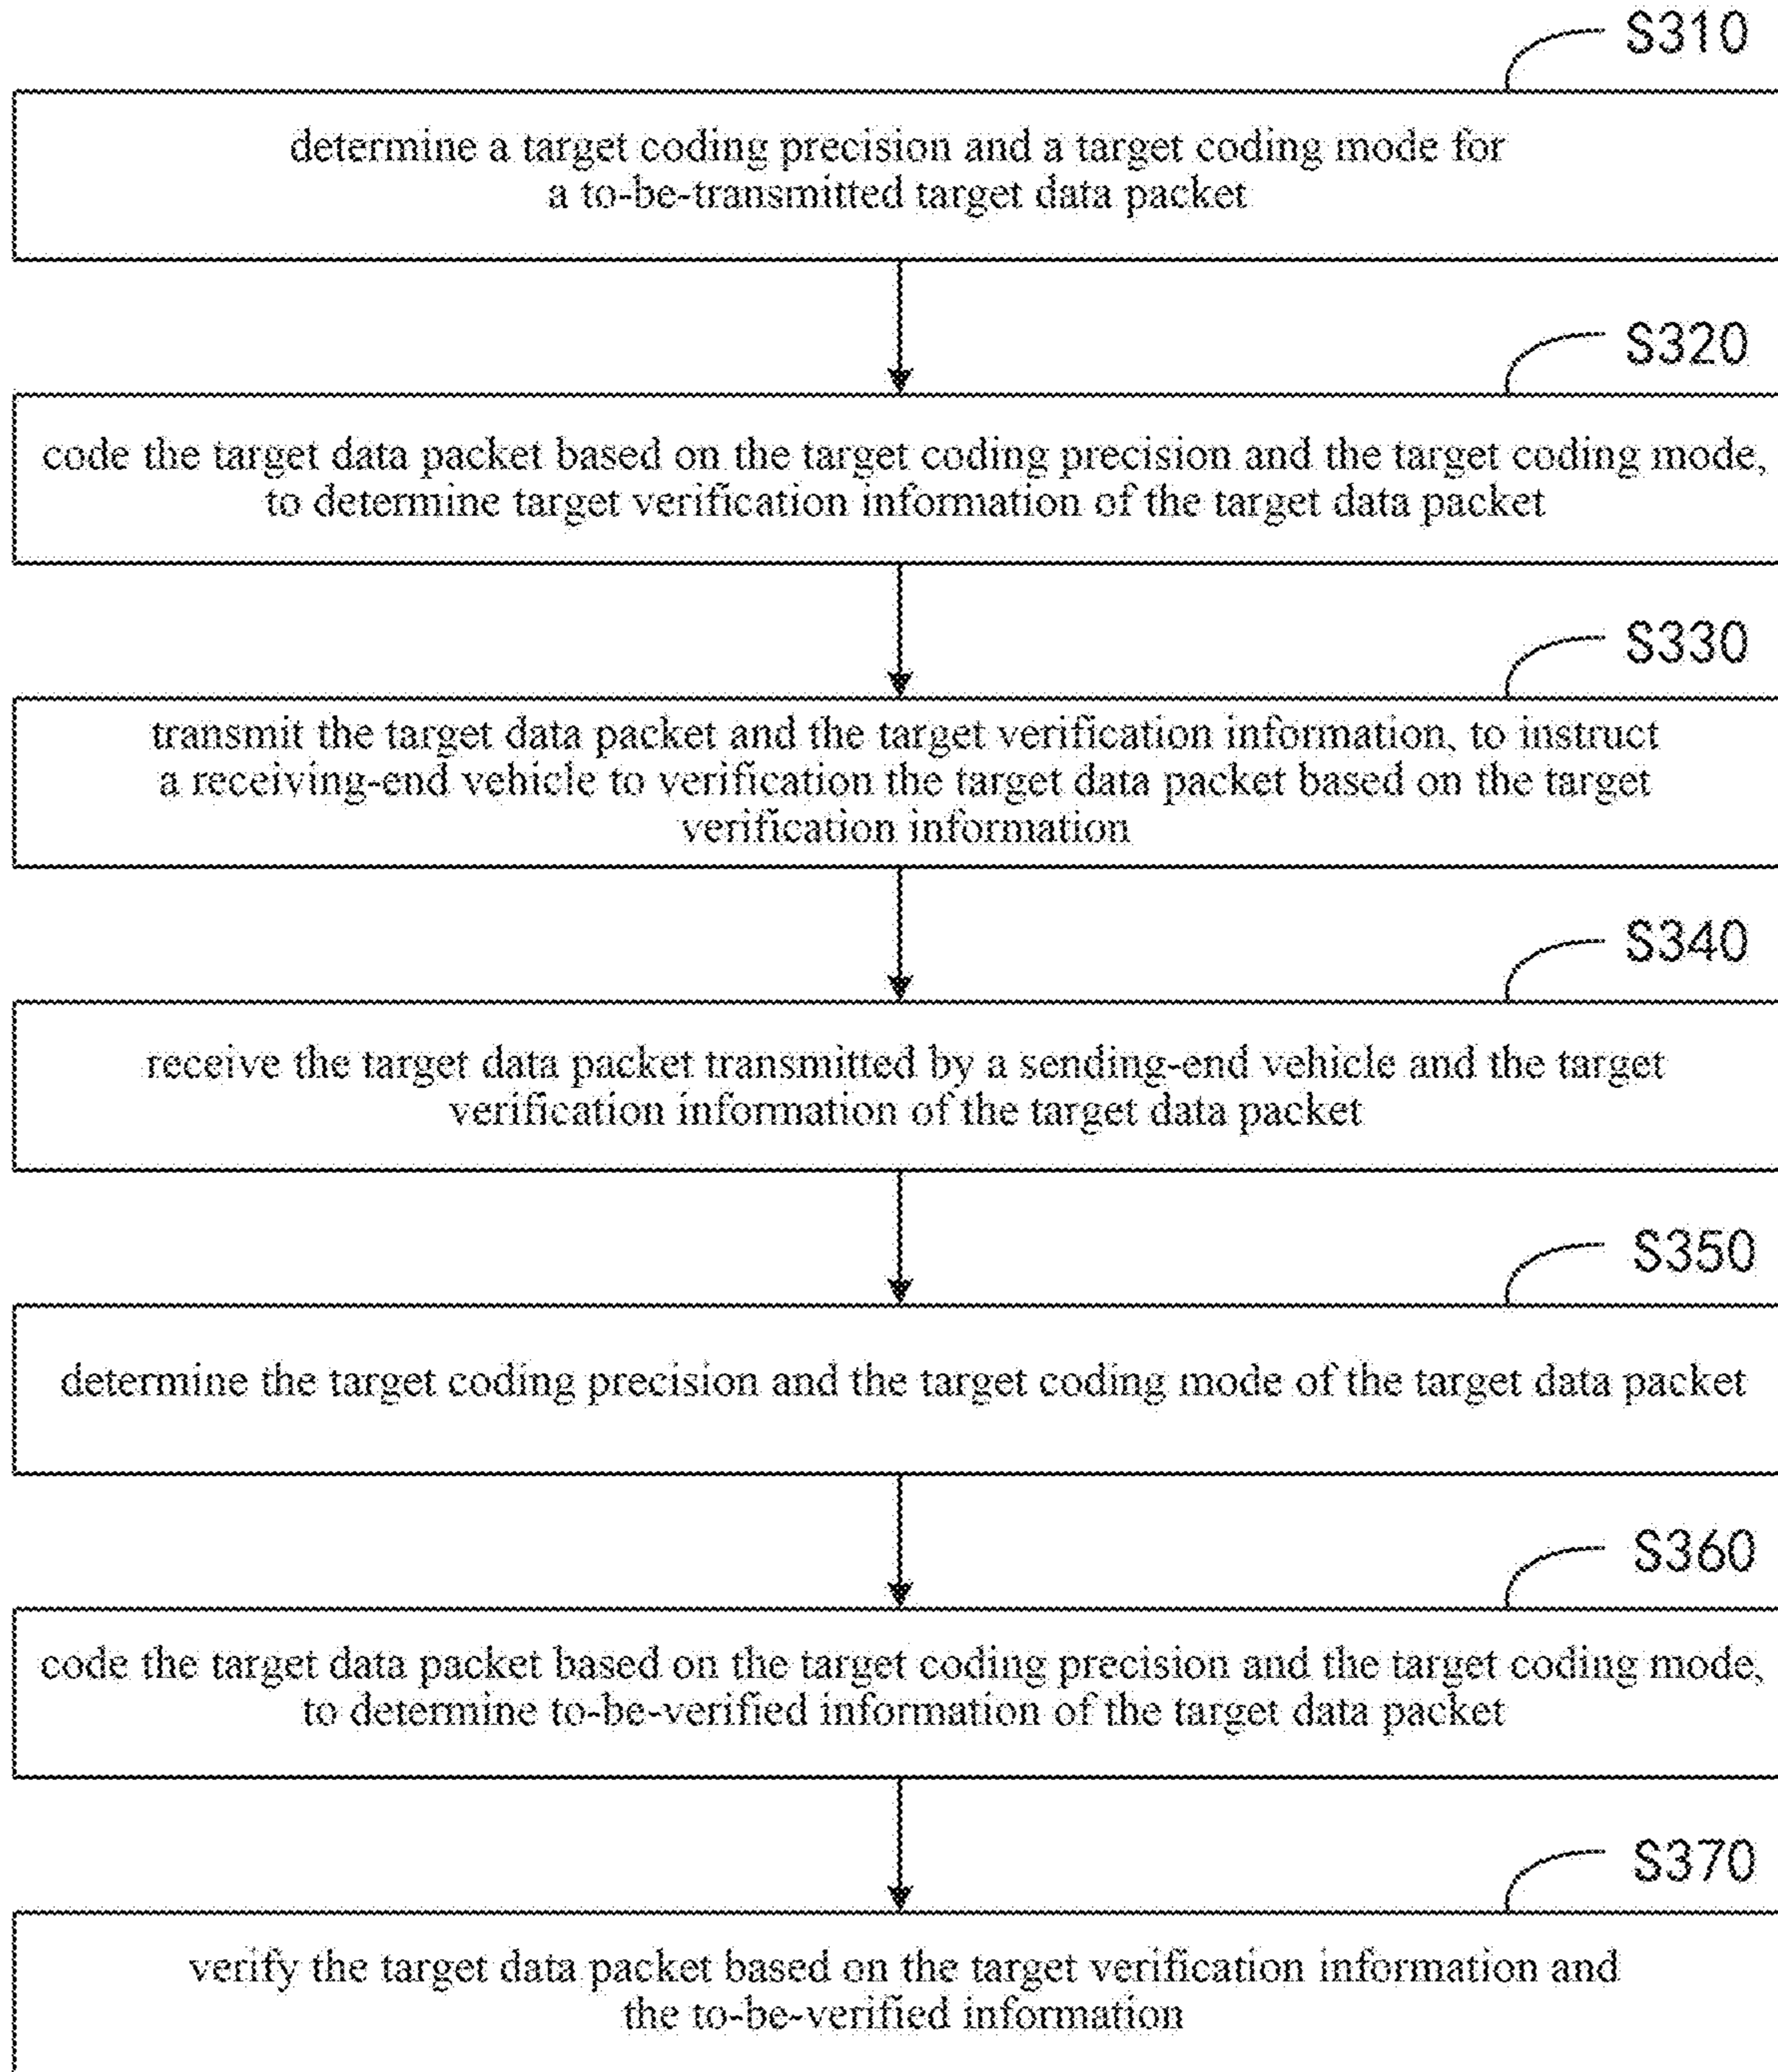 S310
determine a target coding precision and a target coding mode for
a to-be-transmitted target data packet
S320
code the target data packet based on the target coding precision and the target coding mode,
to determine target verification information of the target data packet
S330
transmit the target data packet and the target verification information, to instruct
a receiving-end vehicle to verification the target data packet based on the target
verification information
S340
receive the target data packet transmitted by a sending-end vehicle and the target
verification information of the target data packet
S350
determine the target coding precision and the target coding mode of the target data packet
S360
code the target data packet based on the target coding precision and the target coding mode,
to determine to-be-verified information of the target data packet
S370
verify the target data packet based on the target verification information and
the to-be-verified information